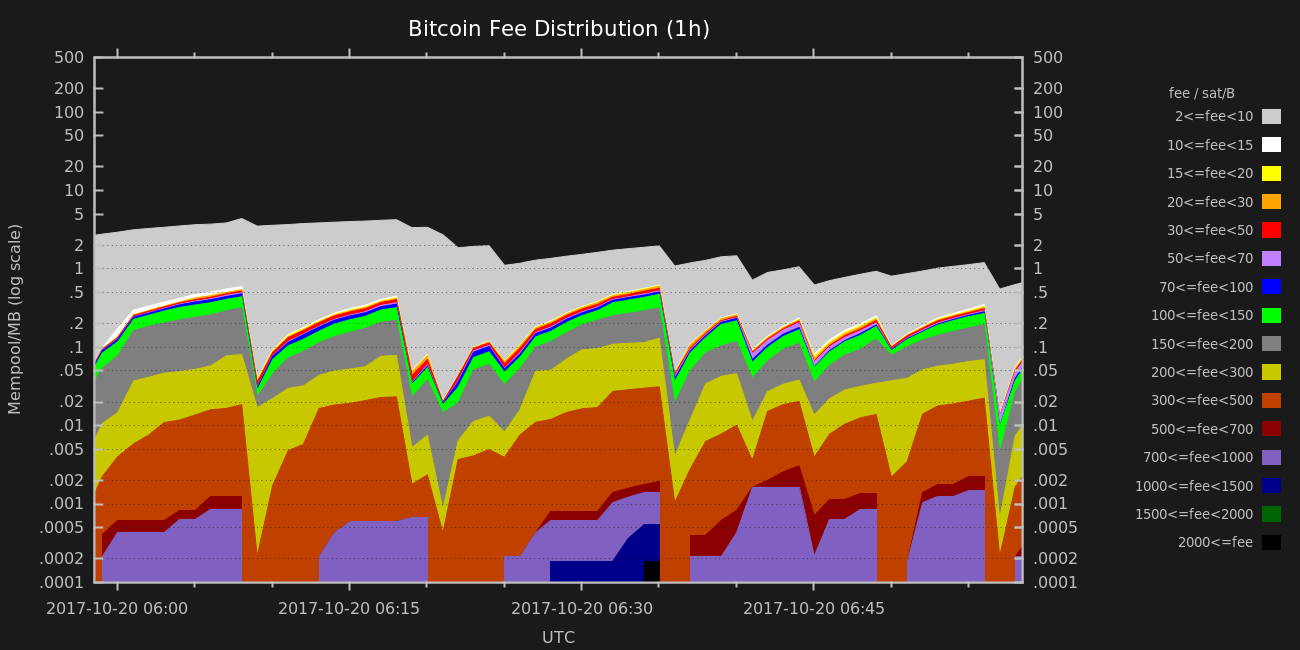 Bitcoin Fee Distribution (1h)
Mempool/MB (log scale)
500
200
100
50
20
10
5
2
1
.5
.2
.1
.05
.02
.01
.005
.002
.001
.0005
.0002
.0001
500
200
100
50
20
10
5
2
1
.5
.2
.1
.05
.02
.01
.005
.002
.001
.0005
.0002
.0001
2017-10-20 06:00
2017-10-20 06:15
2017-10-20 06:30
2017-10-20 06:45
UTC
fee / sat/B
2<=fee<10
10<=fee<15
15<=fee<20
20<=fee<30
30<=fee<50
50<=fee<70
70<=fee<100
100<=fee<150
150<=fee<200
200<=fee<300
300<=fee<500
500<=fee<700
700<=fee<1000
1000<=fee<1500
1500<=fee<2000
2000<=fee